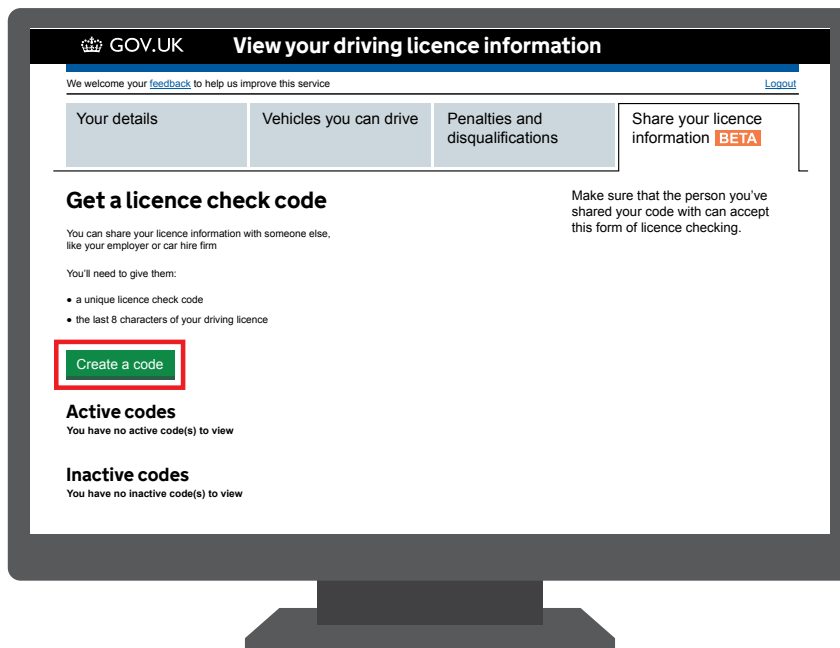 GOV.UK View your driving licence information
We welcome your feedback to help us improve this service
Logout
Your details
Vehicles you can drive
Penalties and
disqualifications
Share your licence
information BETA
Get a licence check code
You can share your licence information with someone else,
like your employer or car hire firm
You'll need to give them:
• a unique licence check code
• the last 8 characters of your driving licence
Create a code
Active codes
You have no active code(s) to view
Inactive codes
You have no inactive code(s) to view
Make sure that the person you've
shared your code with can accept
this form of licence checking.